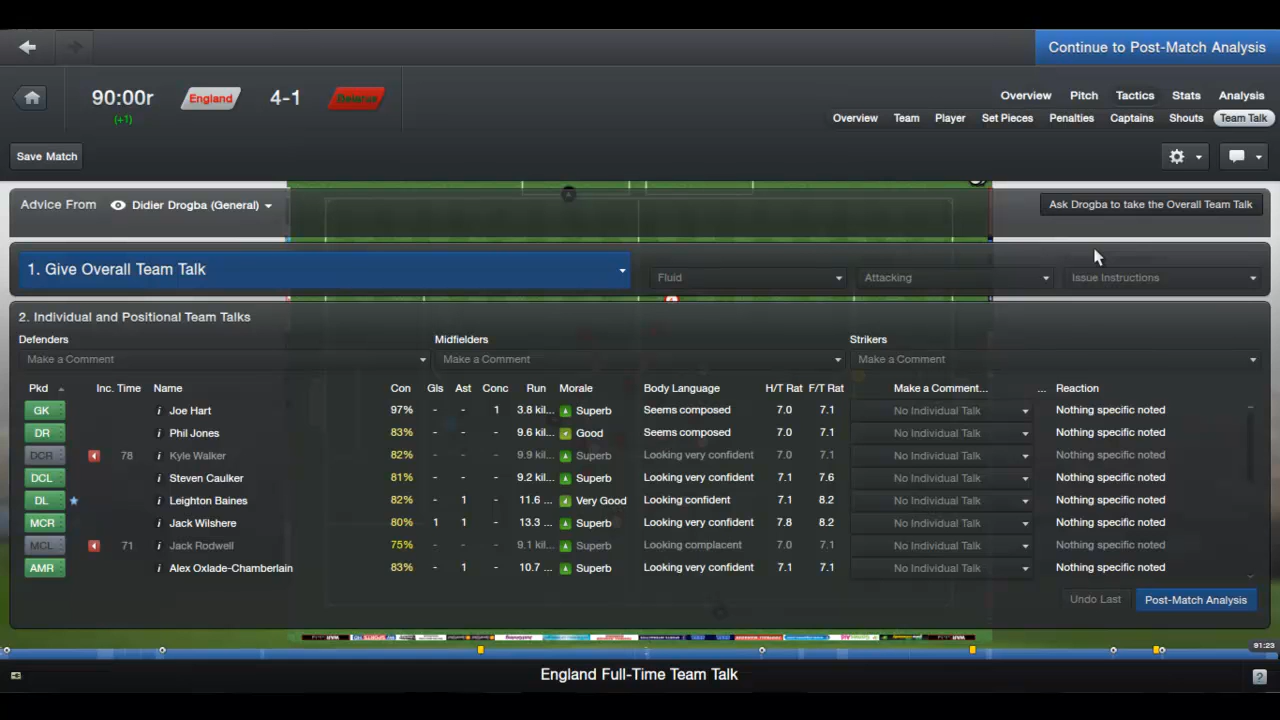 Continue to Post-Match Analysis
90:00r England 4-1 Belarus
(+1)
Overview Pitch Tactics Stats Analysis
Overview Team Player Set Pieces Penalties Captains Shouts Team Talk
Save Match
Advice From Didier Drogba (General) Ask Drogba to take the Overall Team Talk
1. Give Overall Team Talk Fluid Attacking Issue Instructions
2. Individual and Positional Team Talks
Defenders Midfielders Strikers
Make a Comment Make a Comment Make a Comment
Pkd Inc. Time Name Con Gls Ast Conc Run Morale Body Language H/T Rat F/T Rat Make a Comment... ... Reaction
GK i Joe Hart 97% - - 1 3.8 kil... Superb Seems composed 7.0 7.1 No Individual Talk Nothing specific noted
DR i Phil Jones 83% - - - 9.6 kil... Good Seems composed 7.0 7.1 No Individual Talk Nothing specific noted
DCR 78 i Kyle Walker 82% - - - 9.9 kil... Superb Looking very confident 7.0 7.1 No Individual Talk Nothing specific noted
DCL i Steven Caulker 81% - - - 9.2 kil... Superb Looking very confident 7.1 7.6 No Individual Talk Nothing specific noted
DL i Leighton Baines 82% - 1 - 11.6 ... Very Good Looking confident 7.1 8.2 No Individual Talk Nothing specific noted
MCR i Jack Wilshere 80% 1 1 - 13.3 ... Superb Looking very confident 7.8 8.2 No Individual Talk Nothing specific noted
MCL 71 i Jack Rodwell 75% - - - 9.1 kil... Superb Looking complacent 7.0 7.1 No Individual Talk Nothing specific noted
AMR i Alex Oxlade-Chamberlain 83% - 1 - 10.7 ... Superb Looking very confident 7.1 7.1 No Individual Talk Nothing specific noted
Undo Last Post-Match Analysis
91:23
England Full-Time Team Talk
?